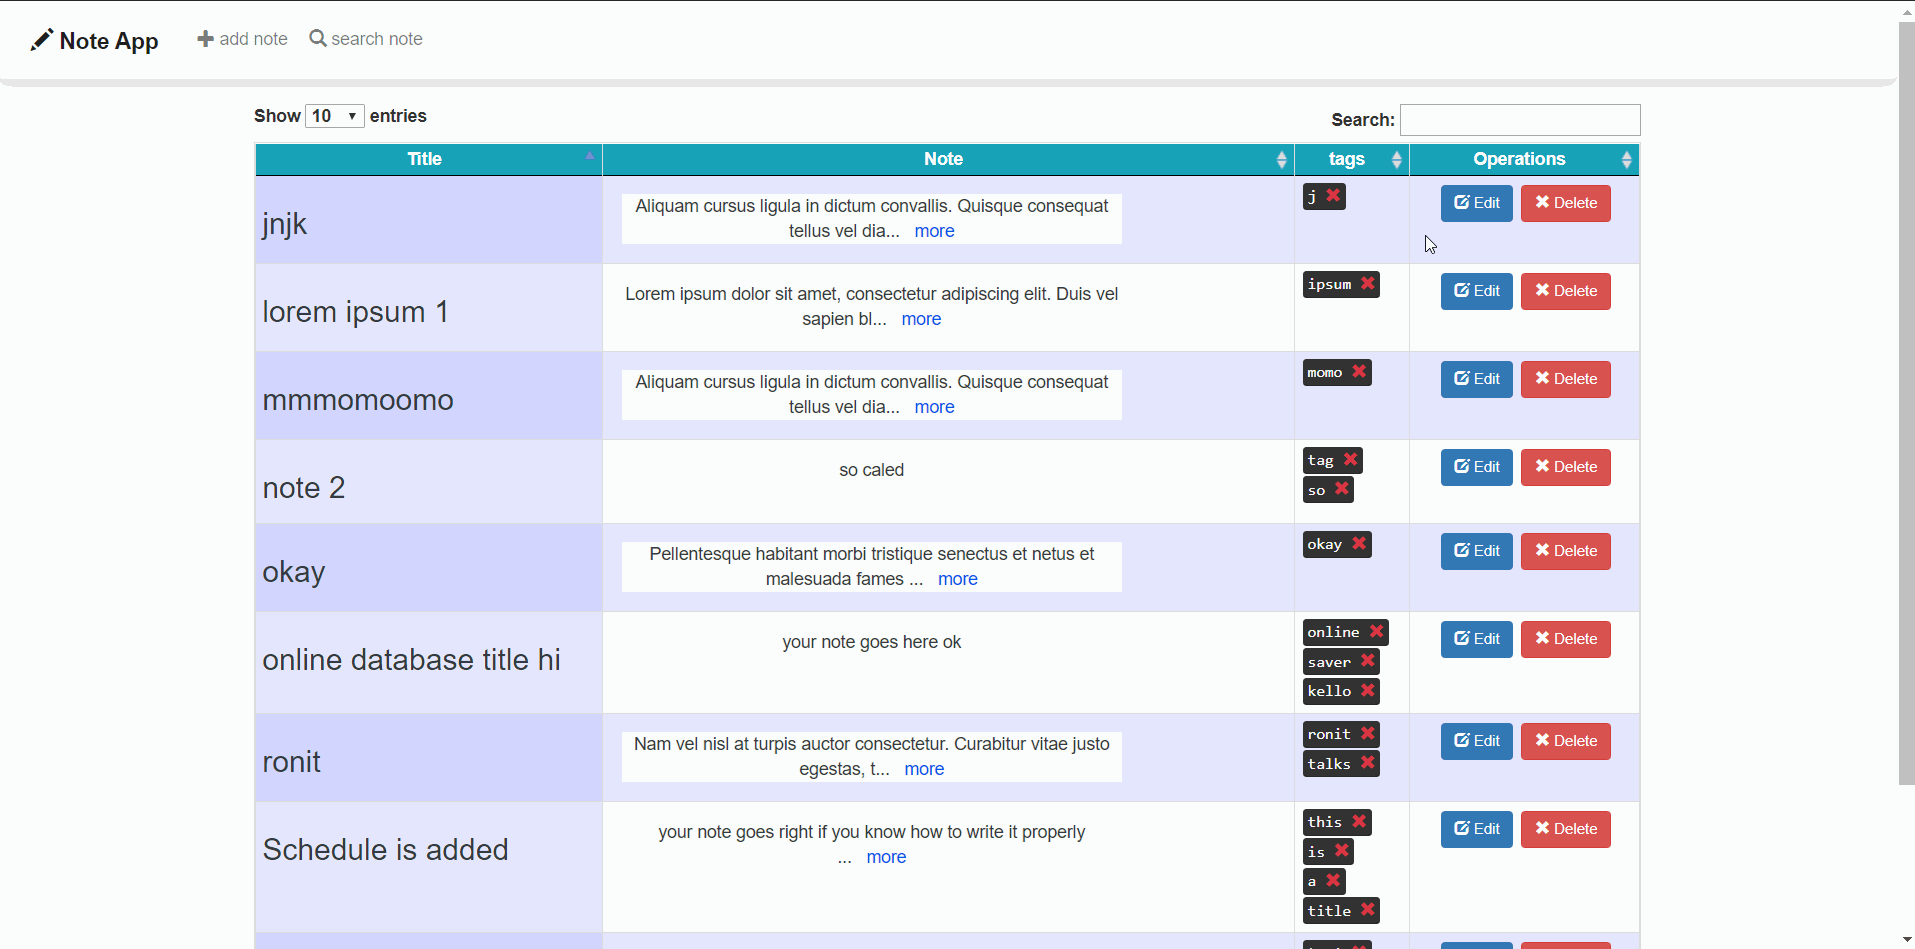 Note App add note search note
Show 10 entries Search:
Title Note tags Operations
jnjk
Aliquam cursus ligula in dictum convallis. Quisque consequat
tellus vel dia... more
j
Edit Delete
lorem ipsum 1
Lorem ipsum dolor sit amet, consectetur adipiscing elit. Duis vel
sapien bl... more
ipsum
Edit Delete
mmmomoomo
Aliquam cursus ligula in dictum convallis. Quisque consequat
tellus vel dia... more
momo
Edit Delete
note 2
so caled
tag
so
Edit Delete
okay
Pellentesque habitant morbi tristique senectus et netus et
malesuada fames ... more
okay
Edit Delete
online database title hi
your note goes here ok
online
saver
kello
Edit Delete
ronit
Nam vel nisl at turpis auctor consectetur. Curabitur vitae justo
egestas, t... more
ronit
talks
Edit Delete
Schedule is added
your note goes right if you know how to write it properly
... more
this
is
a
title
Edit Delete